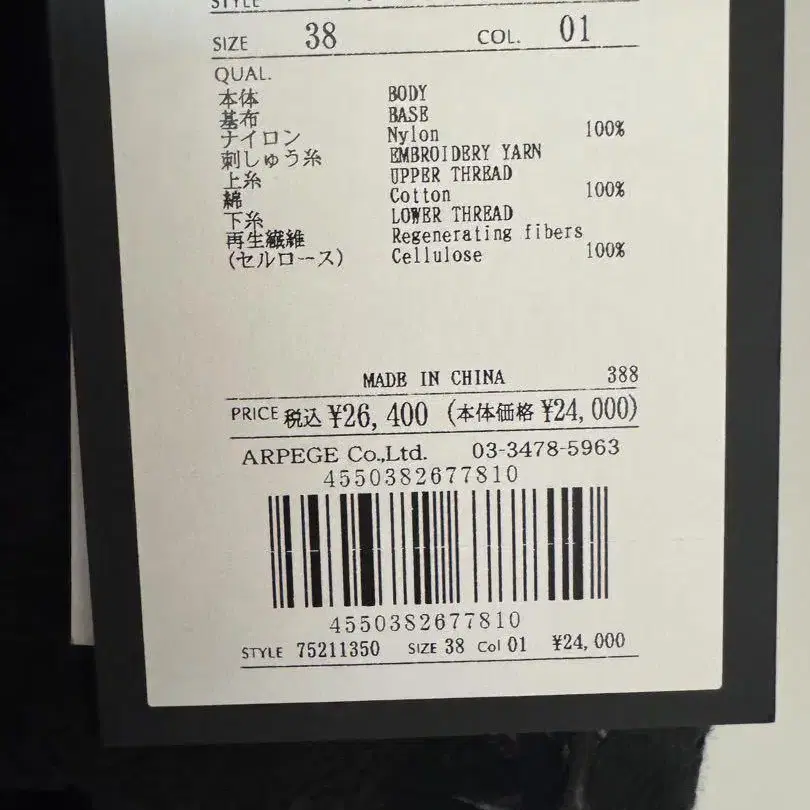 STYLE
SIZE 38 COL. 01
QUAL.
本体 BODY
基布 BASE
ナイロン Nylon 100%
刺しゅう糸 EMBROIDERY YARN
上糸 UPPER THREAD
綿 Cotton 100%
下糸 LOWER THREAD
再生繊維 Regenerating fibers
(セルロース) Cellulose 100%
MADE IN CHINA 388
PRICE 税込 ¥26,400 (本体価格 ¥24,000)
ARPEGE Co.,Ltd. 03-3478-5963
4550382677810
4550382677810
STYLE 75211350 SIZE 38 Col 01 ¥24,000